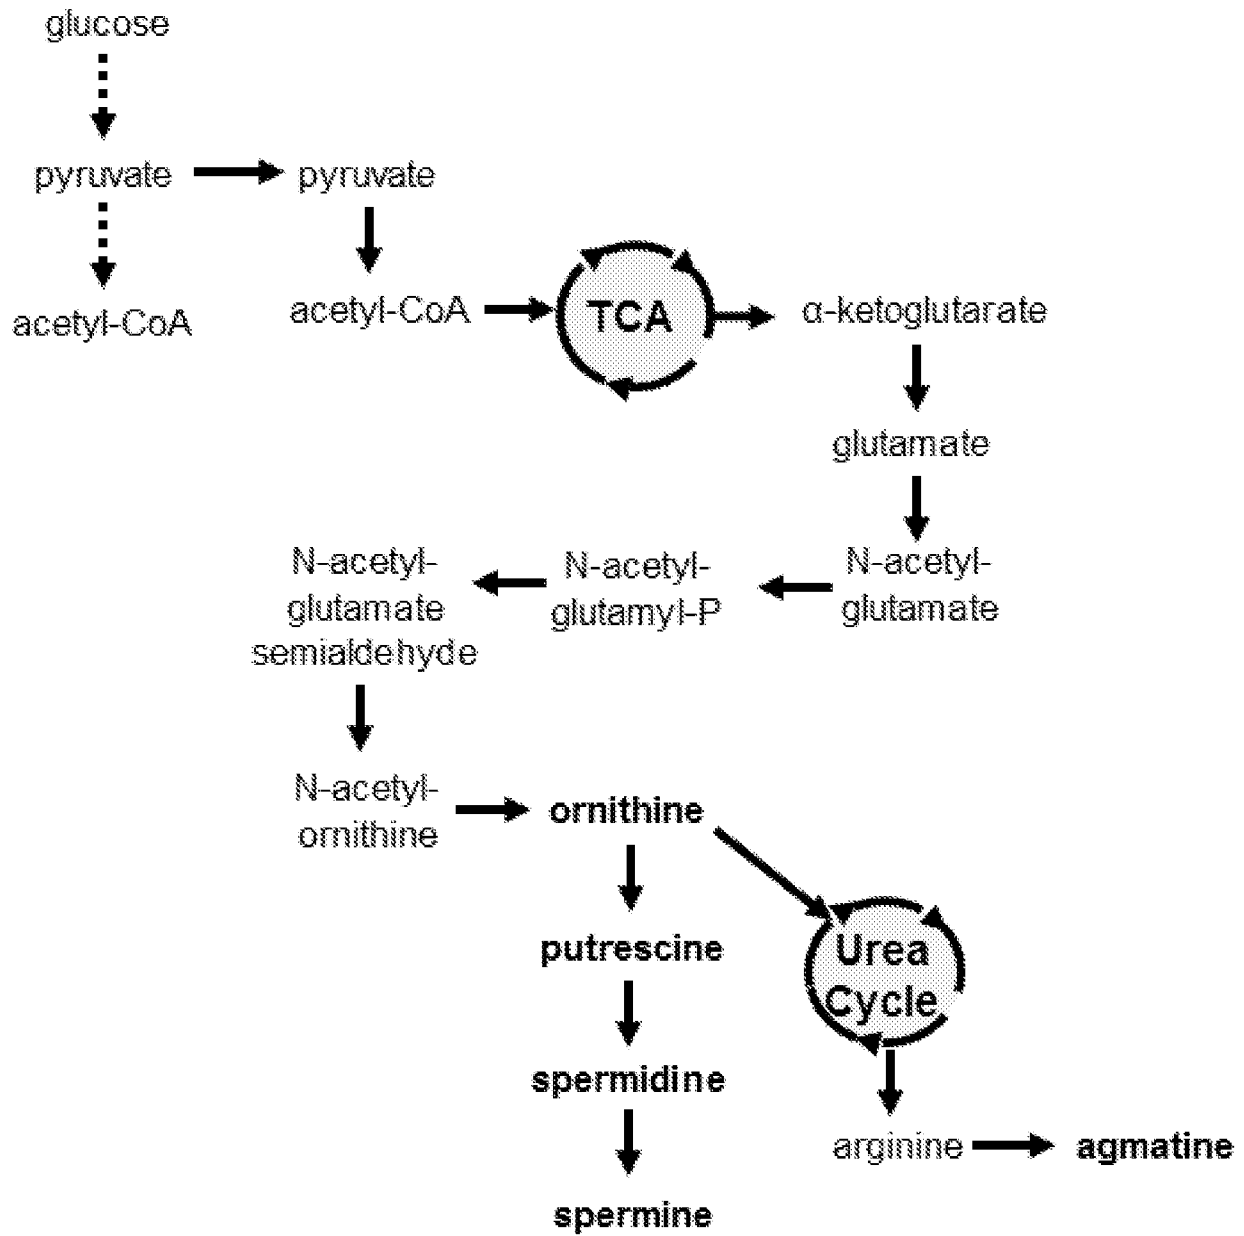 glucose
pyruvate
pyruvate
acetyl-CoA
acetyl-CoA
TCA
α-ketoglutarate
glutamate
N-acetyl-
glutamate
N-acetyl-
glutamyl-P
N-acetyl-
glutamate
semialdehyde
N-acetyl-
ornithine
ornithine
putrescine
spermidine
spermine
Urea
Cycle
arginine
agmatine